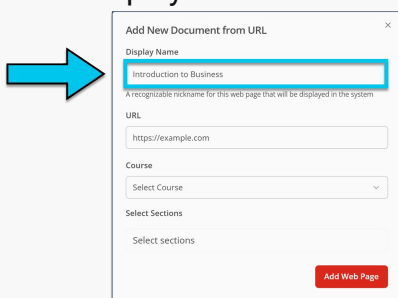 Add New Document from URL
×
Display Name
Introduction to Business
A recognizable nickname for this web page that will be displayed in the system
URL
https://example.com
Course
Select Course
Select Sections
Select sections
Add Web Page